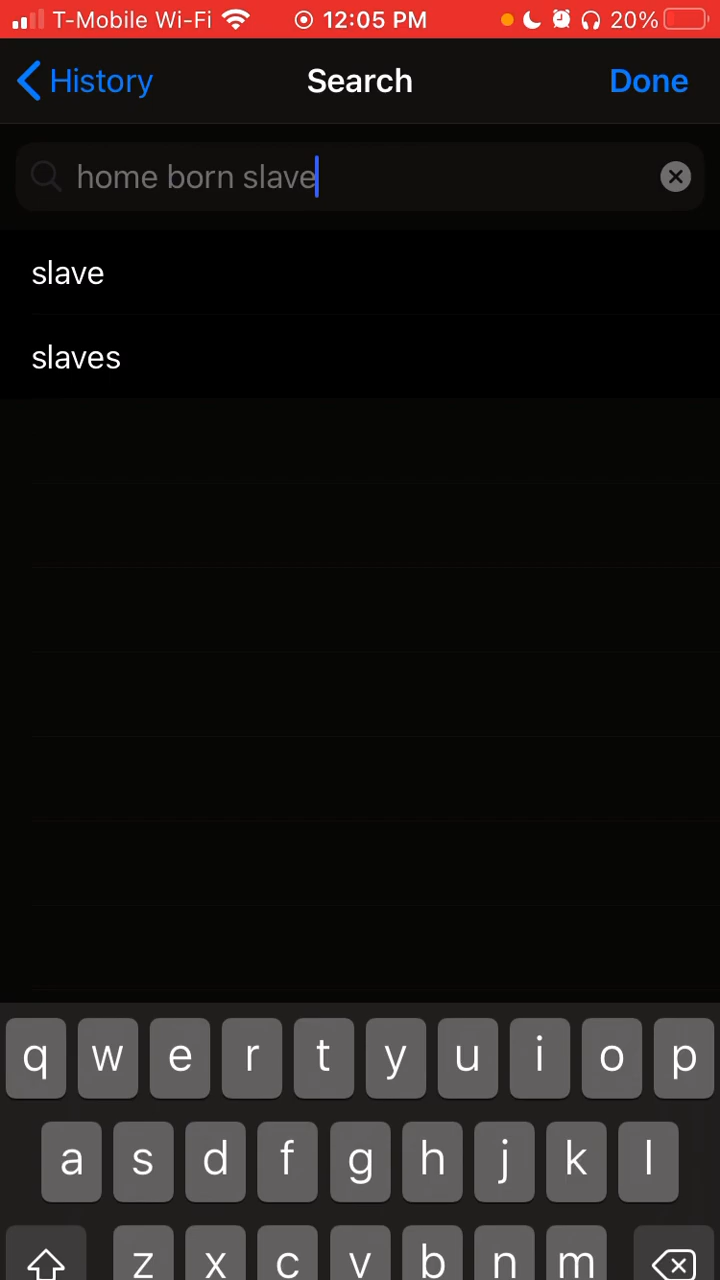 T-Mobile Wi-Fi 12:05 PM 20%
History Search Done
home born slave
slave
slaves
q w e r t y u i o p
a s d f g h j k l
z x c v b n m